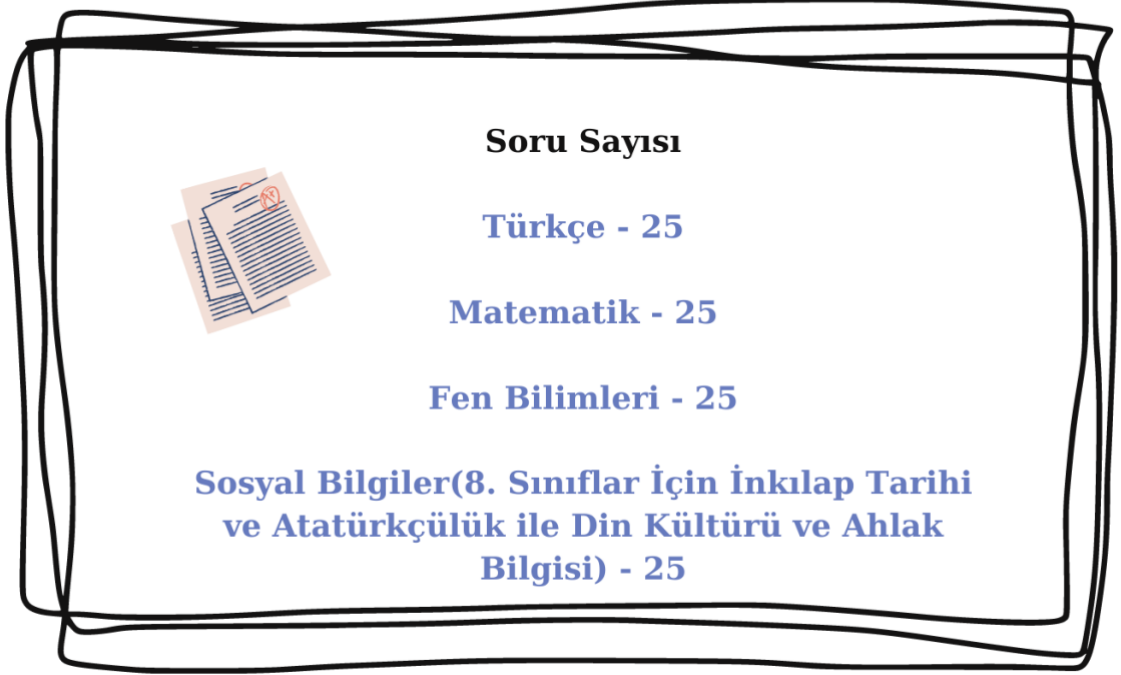 Soru Sayısı
Türkçe - 25
Matematik - 25
Fen Bilimleri - 25
Sosyal Bilgiler(8. Sınıflar İçin İnkılap Tarihi
ve Atatürkçülük ile Din Kültürü ve Ahlak
Bilgisi) - 25